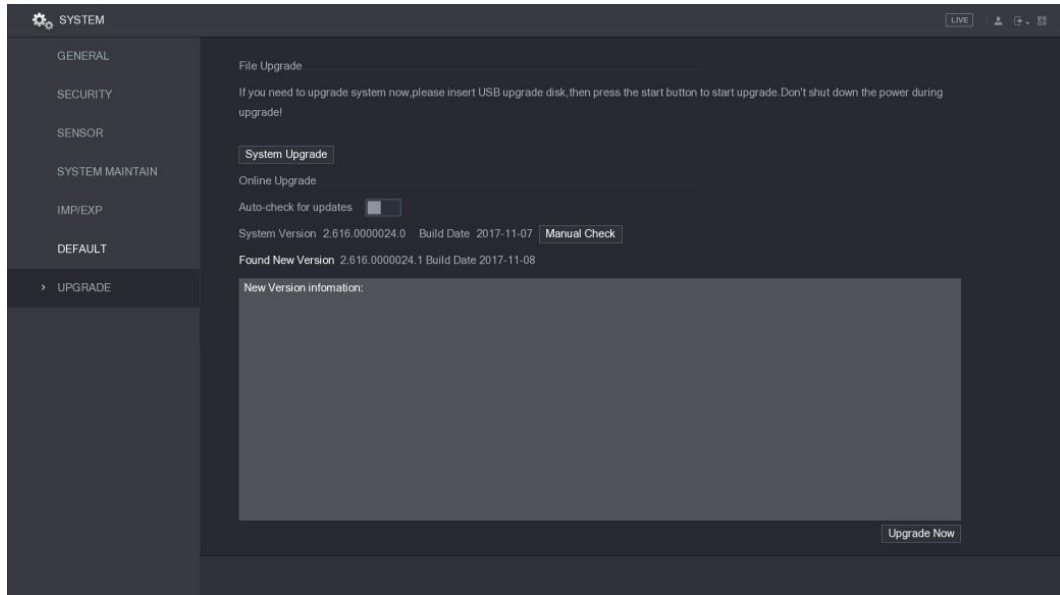 SYSTEM
LIVE
GENERAL
SECURITY
SENSOR
SYSTEM MAINTAIN
IMP/EXP
DEFAULT
UPGRADE
File Upgrade
If you need to upgrade system now,please insert USB upgrade disk,then press the start button to start upgrade.Don't shut down the power during
upgrade!
System Upgrade
Online Upgrade
Auto-check for updates
System Version 2.616.0000024.0 Build Date 2017-11-07 Manual Check
Found New Version 2.616.0000024.1 Build Date 2017-11-08
New Version infomation:
Upgrade Now